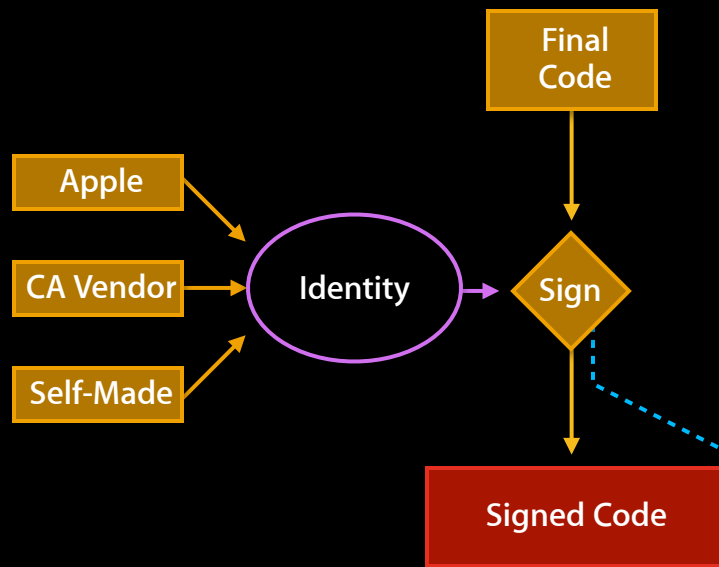 Final
Code
Apple
CA Vendor
Identity
Sign
Self-Made
Signed Code